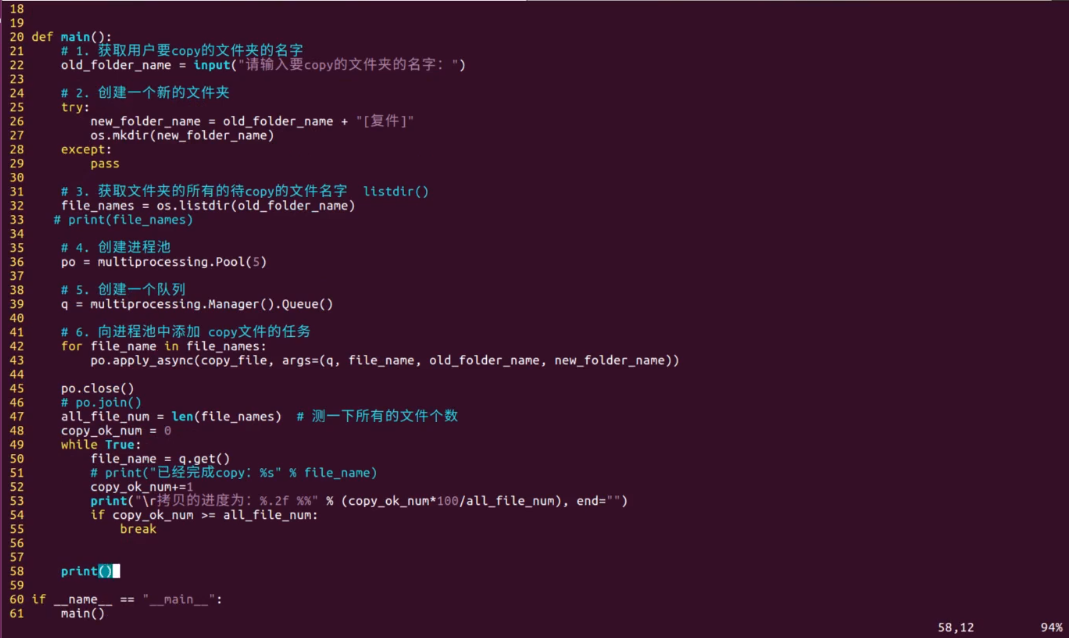 18
19
20 def main():
21     # 1. 获取用户要copy的文件夹的名字
22     old_folder_name = input("请输入要copy的文件夹的名字：")
23
24     # 2. 创建一个新的文件夹
25     try:
26         new_folder_name = old_folder_name + "[复件]"
27         os.mkdir(new_folder_name)
28     except:
29         pass
30
31     # 3. 获取文件夹的所有的待copy的文件名字  listdir()
32     file_names = os.listdir(old_folder_name)
33    # print(file_names)
34
35     # 4. 创建进程池
36     po = multiprocessing.Pool(5)
37
38     # 5. 创建一个队列
39     q = multiprocessing.Manager().Queue()
40
41     # 6. 向进程池中添加 copy文件的任务
42     for file_name in file_names:
43         po.apply_async(copy_file, args=(q, file_name, old_folder_name, new_folder_name))
44
45     po.close()
46     # po.join()
47     all_file_num = len(file_names)  # 测一下所有的文件个数
48     copy_ok_num = 0
49     while True:
50         file_name = q.get()
51         # print("已经完成copy：%s" % file_name)
52         copy_ok_num+=1
53         print("\r拷贝的进度为：%.2f %%" % (copy_ok_num*100/all_file_num), end="")
54         if copy_ok_num >= all_file_num:
55             break
56
57
58     print()
59
60 if __name__ == "__main__":
61     main()
58,12 94%